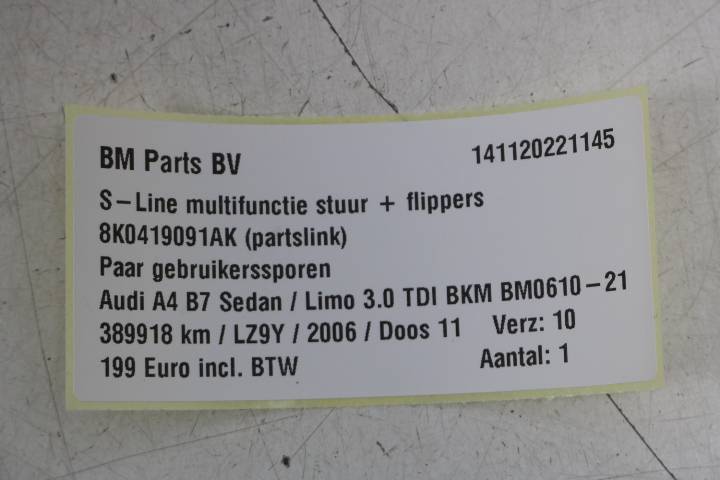 BM Parts BV 141120221145
S-Line multifunctie stuur + flippers
8K0419091AK (partslink)
Paar gebruikerssporen
Audi A4 B7 Sedan / Limo 3.0 TDI BKM BM0610-21
389918 km / LZ9Y / 2006 / Doos 11 Verz: 10
199 Euro incl. BTW Aantal: 1